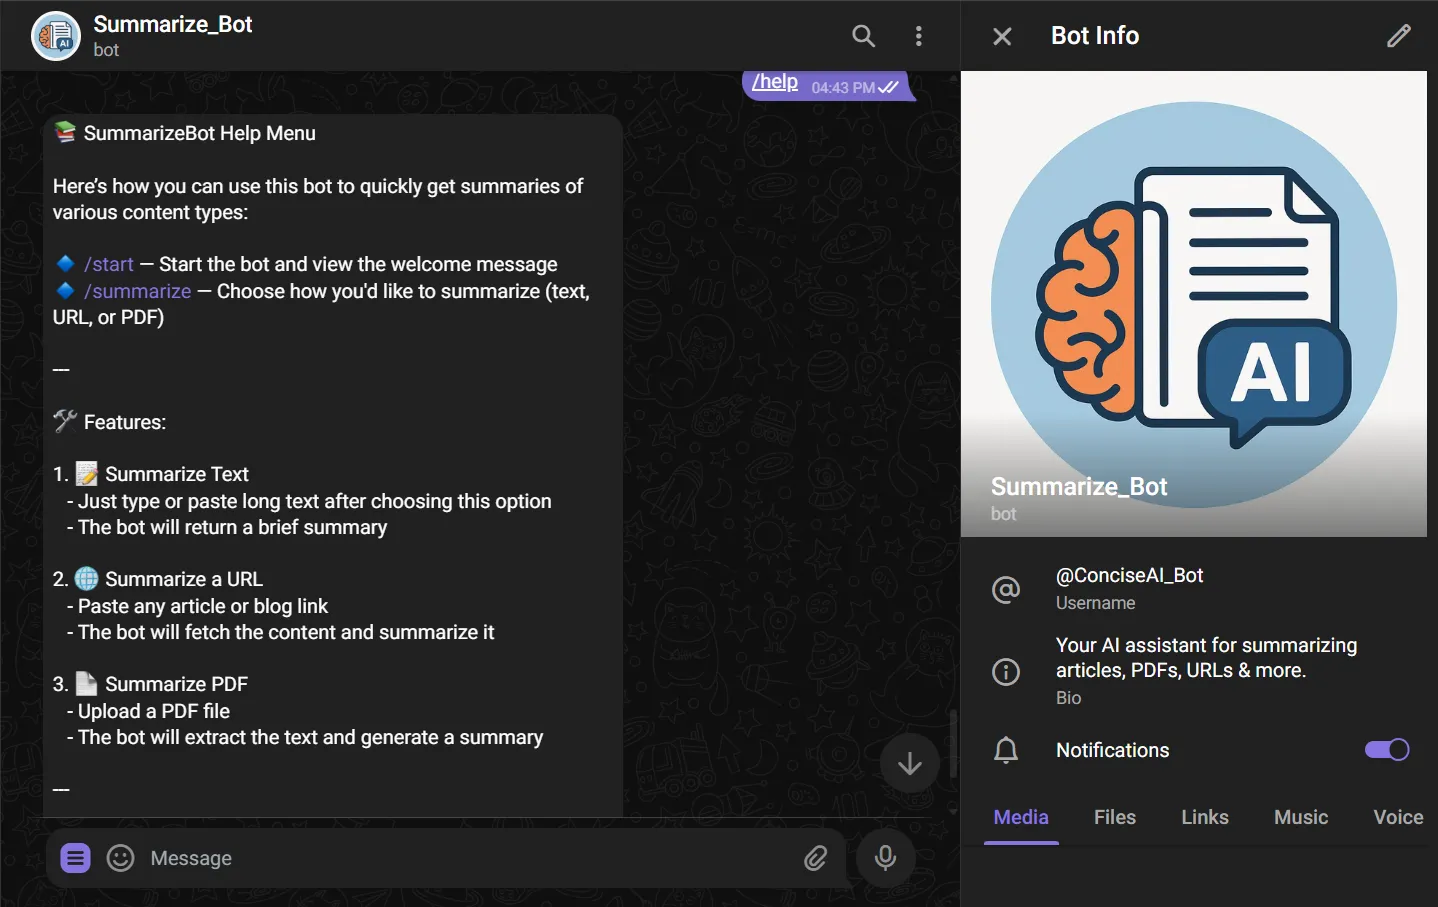 Summarize_Bot
bot
/help 04:43 PM
📚 SummarizeBot Help Menu
Here's how you can use this bot to quickly get summaries of
various content types:
🔹 /start — Start the bot and view the welcome message
🔹 /summarize — Choose how you'd like to summarize (text,
URL, or PDF)
---
🛠 Features:
1. 📝 Summarize Text
- Just type or paste long text after choosing this option
- The bot will return a brief summary
2. 🌐 Summarize a URL
- Paste any article or blog link
- The bot will fetch the content and summarize it
3. 📄 Summarize PDF
- Upload a PDF file
- The bot will extract the text and generate a summary
---
Message
Bot Info
AI
Summarize_Bot
bot
@ConciseAI_Bot
Username
Your AI assistant for summarizing
articles, PDFs, URLs & more.
Bio
Notifications
Media Files Links Music Voice